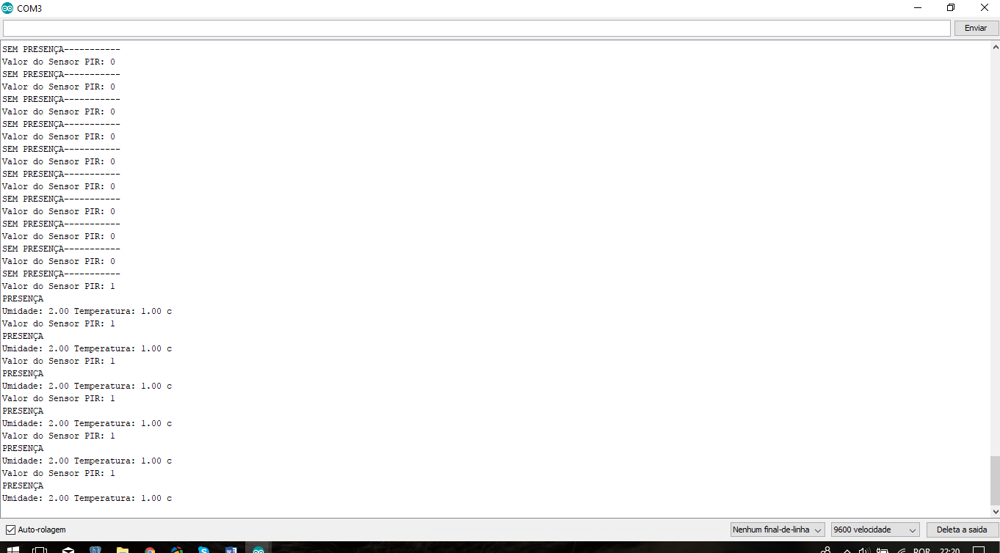 COM3
Enviar
SEM PRESENÇA-----------
Valor do Sensor PIR: 0
SEM PRESENÇA-----------
Valor do Sensor PIR: 0
SEM PRESENÇA-----------
Valor do Sensor PIR: 0
SEM PRESENÇA-----------
Valor do Sensor PIR: 0
SEM PRESENÇA-----------
Valor do Sensor PIR: 0
SEM PRESENÇA-----------
Valor do Sensor PIR: 0
SEM PRESENÇA-----------
Valor do Sensor PIR: 0
SEM PRESENÇA-----------
Valor do Sensor PIR: 0
SEM PRESENÇA-----------
Valor do Sensor PIR: 0
SEM PRESENÇA-----------
Valor do Sensor PIR: 1
PRESENÇA
Umidade: 2.00 Temperatura: 1.00 c
Valor do Sensor PIR: 1
PRESENÇA
Umidade: 2.00 Temperatura: 1.00 c
Valor do Sensor PIR: 1
PRESENÇA
Umidade: 2.00 Temperatura: 1.00 c
Valor do Sensor PIR: 1
PRESENÇA
Umidade: 2.00 Temperatura: 1.00 c
Valor do Sensor PIR: 1
PRESENÇA
Umidade: 2.00 Temperatura: 1.00 c
Valor do Sensor PIR: 1
PRESENÇA
Umidade: 2.00 Temperatura: 1.00 c
Auto-rolagem
Nenhum final-de-linha
9600 velocidade
Deleta a saida
POR 22:20